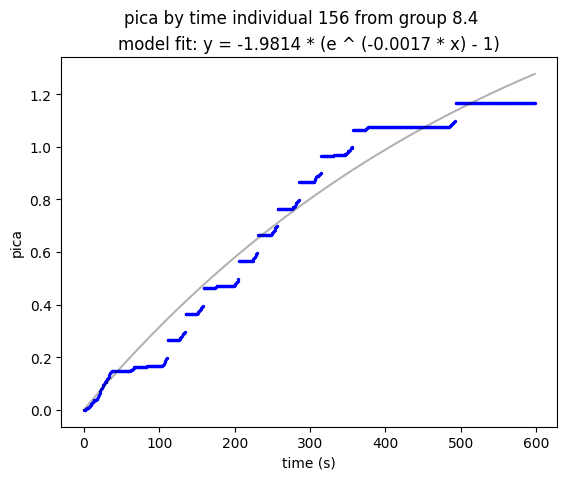 pica by time individual 156 from group 8.4
model fit: y = -1.9814 * (e ^ (-0.0017 * x) - 1)
1.2
1.0
0.8
0.6
0.4
0.2
0.0
pica
0 100 200 300 400 500 600
time (s)